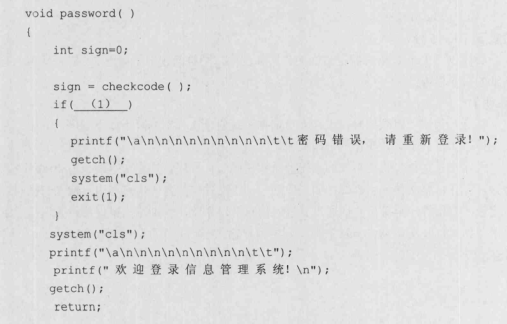 void password( )
{
int sign=0;
sign = checkcode( );
if( (1) )
{
printf("\a\n\n\n\n\n\n\n\n\n\n\t\t密码错误， 请重新登录!");
getch();
system("cls");
exit(1);
}
system("cls");
printf("\a\n\n\n\n\n\n\n\n\n\n\t\t");
printf("欢迎登录信息管理系统!\n");
getch();
return;